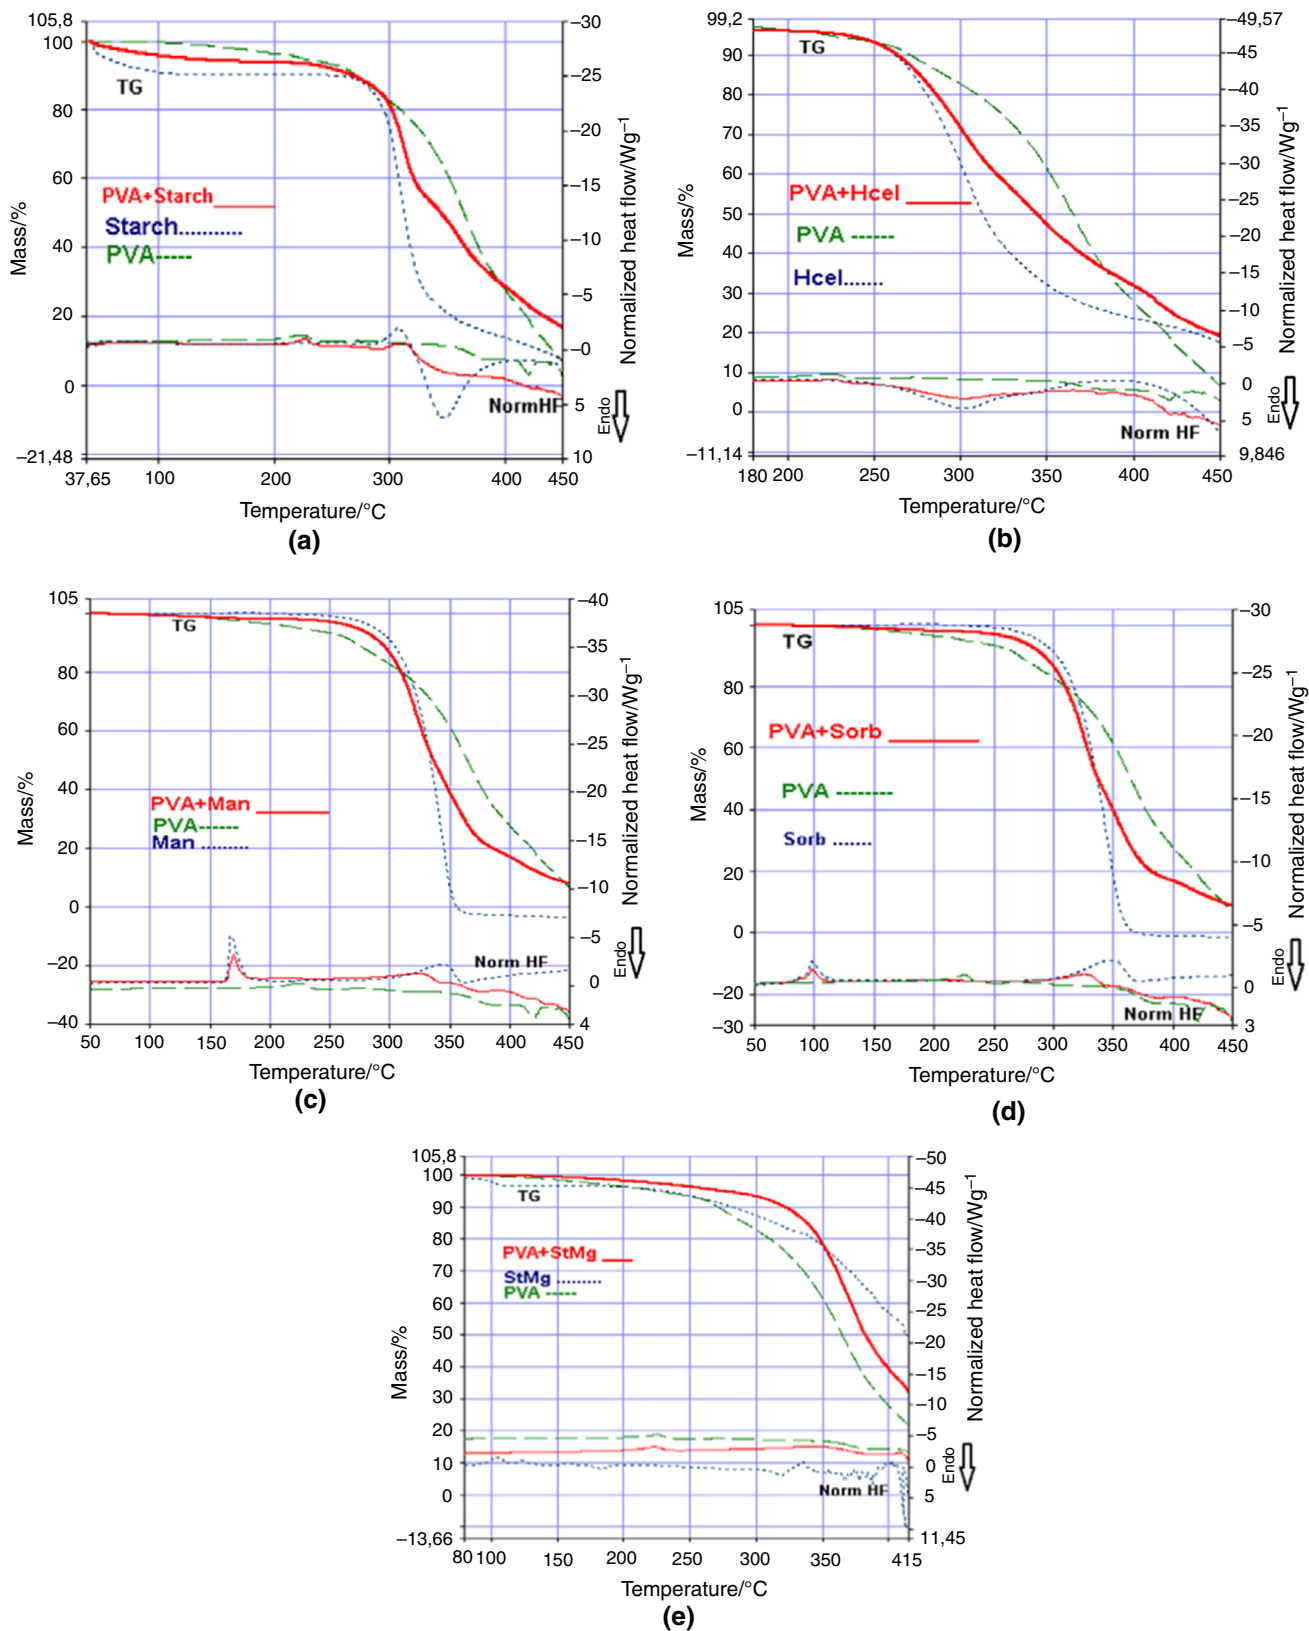 105,8
100
80
60
40
20
0
–21,48
Mass/%
–30
–25
–20
–15
–10
–5
–0
5
10
Normalized heat flow/Wg–1
Endo
TG
PVA+Starch
Starch..........
PVA-----
NormHF
37,65 100 200 300 400 450
Temperature/°C
(a)
99,2
90
80
70
60
50
40
30
20
10
0
–11,14
Mass/%
–49,57
–45
–40
–35
–30
–25
–20
–15
–10
–5
0
5
9,846
Normalized heat flow/Wg–1
Endo
TG
PVA+Hcel
PVA -----
Hcel.......
Norm HF
180 200 250 300 350 400 450
Temperature/°C
(b)
105
80
60
40
20
0
–20
–40
Mass/%
–40
–35
–30
–25
–20
–15
–10
–5
0
4
Normalized heat flow/Wg–1
Endo
TG
PVA+Man
PVA-----
Man ........
Norm HF
50 100 150 200 250 300 350 400 450
Temperature/°C
(c)
105
80
60
40
20
0
–20
–30
Mass/%
–30
–25
–20
–15
–10
–5
0
3
Normalized heat flow/Wg–1
Endo
TG
PVA+Sorb
PVA ------
Sorb ......
Norm HF
50 100 150 200 250 300 350 400 450
Temperature/°C
(d)
105,8
100
90
80
70
60
50
40
30
20
10
0
–13,66
Mass/%
–50
–45
–40
–35
–30
–25
–20
–15
–10
–5
0
5
11,45
Normalized heat flow/Wg–1
Endo
TG
PVA+StMg
StMg ........
PVA -----
Norm HF
80 100 150 200 250 300 350 415
Temperature/°C
(e)